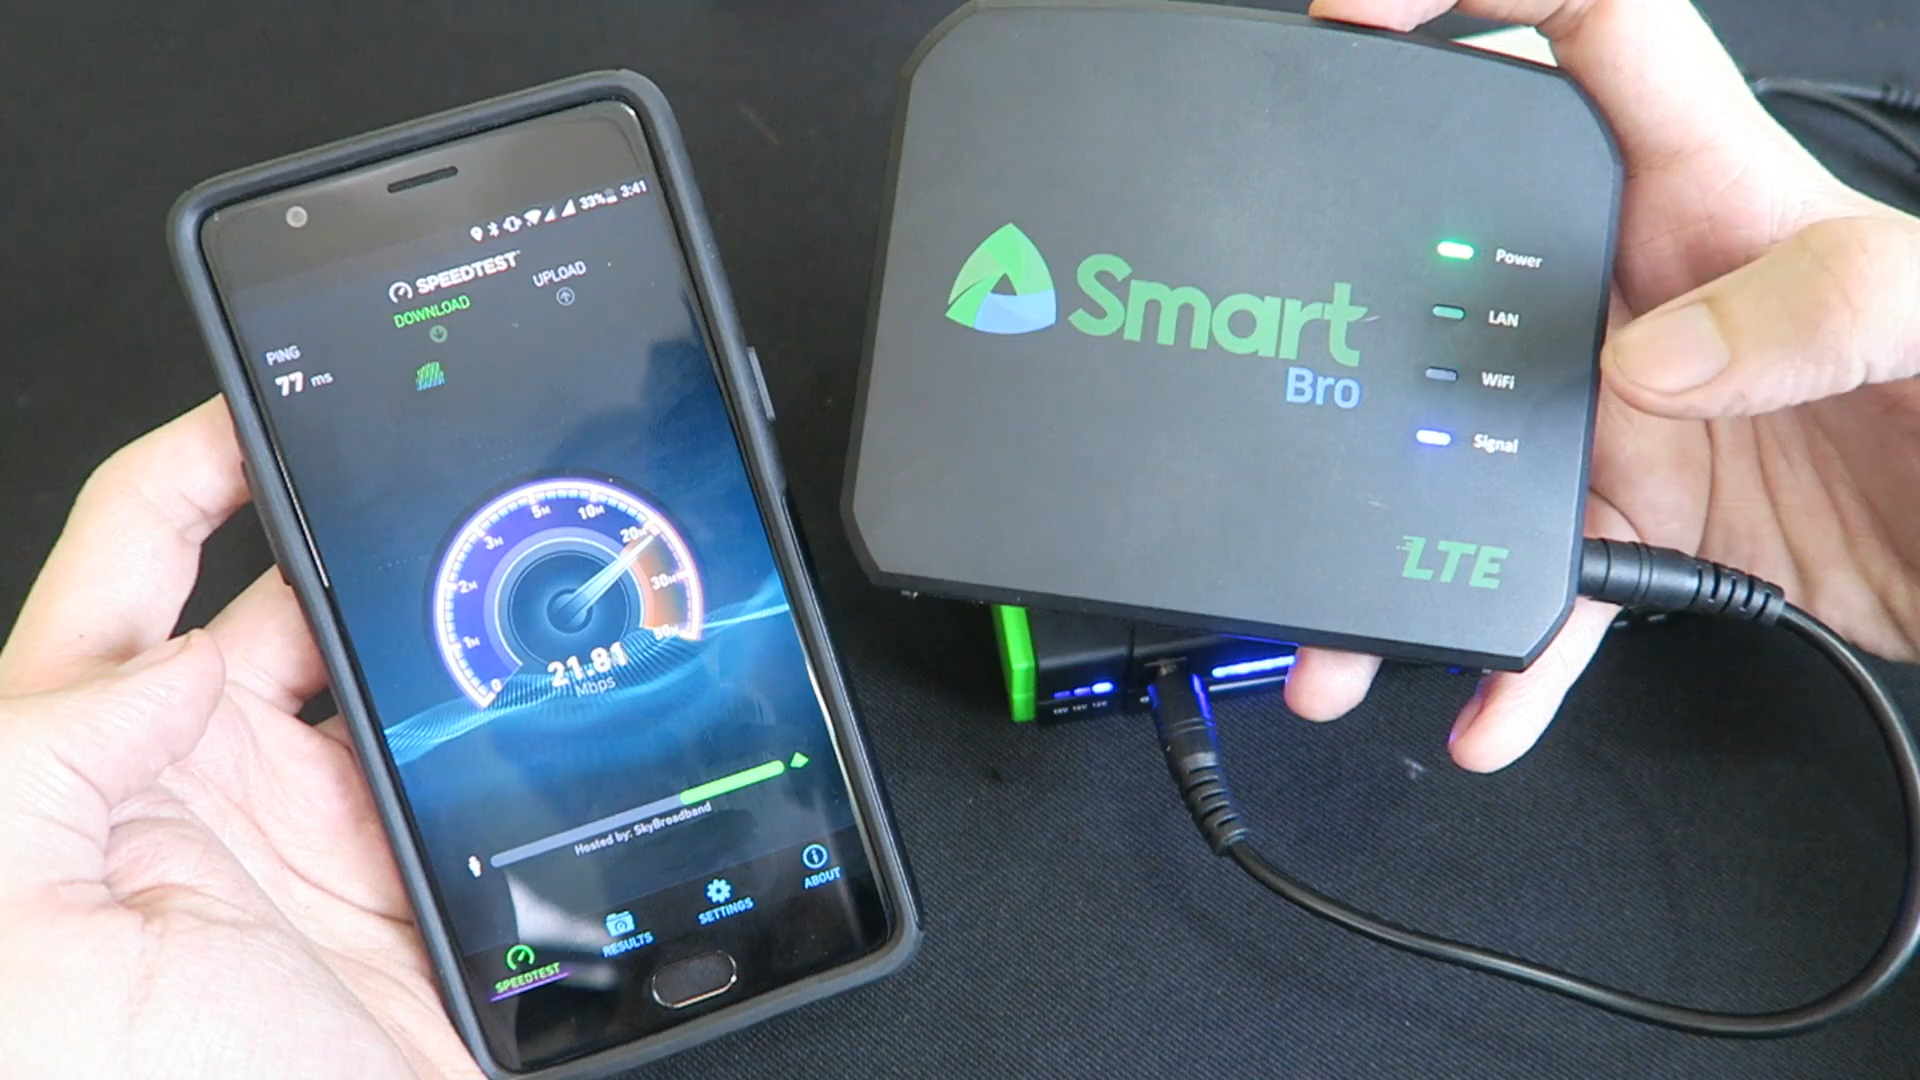 33% 3:41
SPEEDTEST
DOWNLOAD
UPLOAD
PING
77 ms
0
1M
2M
3M
5M
10M
20M
30M
50M
21.81
Mbps
Hosted by: SkyBroadband
SPEEDTEST
RESULTS
SETTINGS
ABOUT
Smart
Bro
Power
LAN
WiFi
Signal
LTE